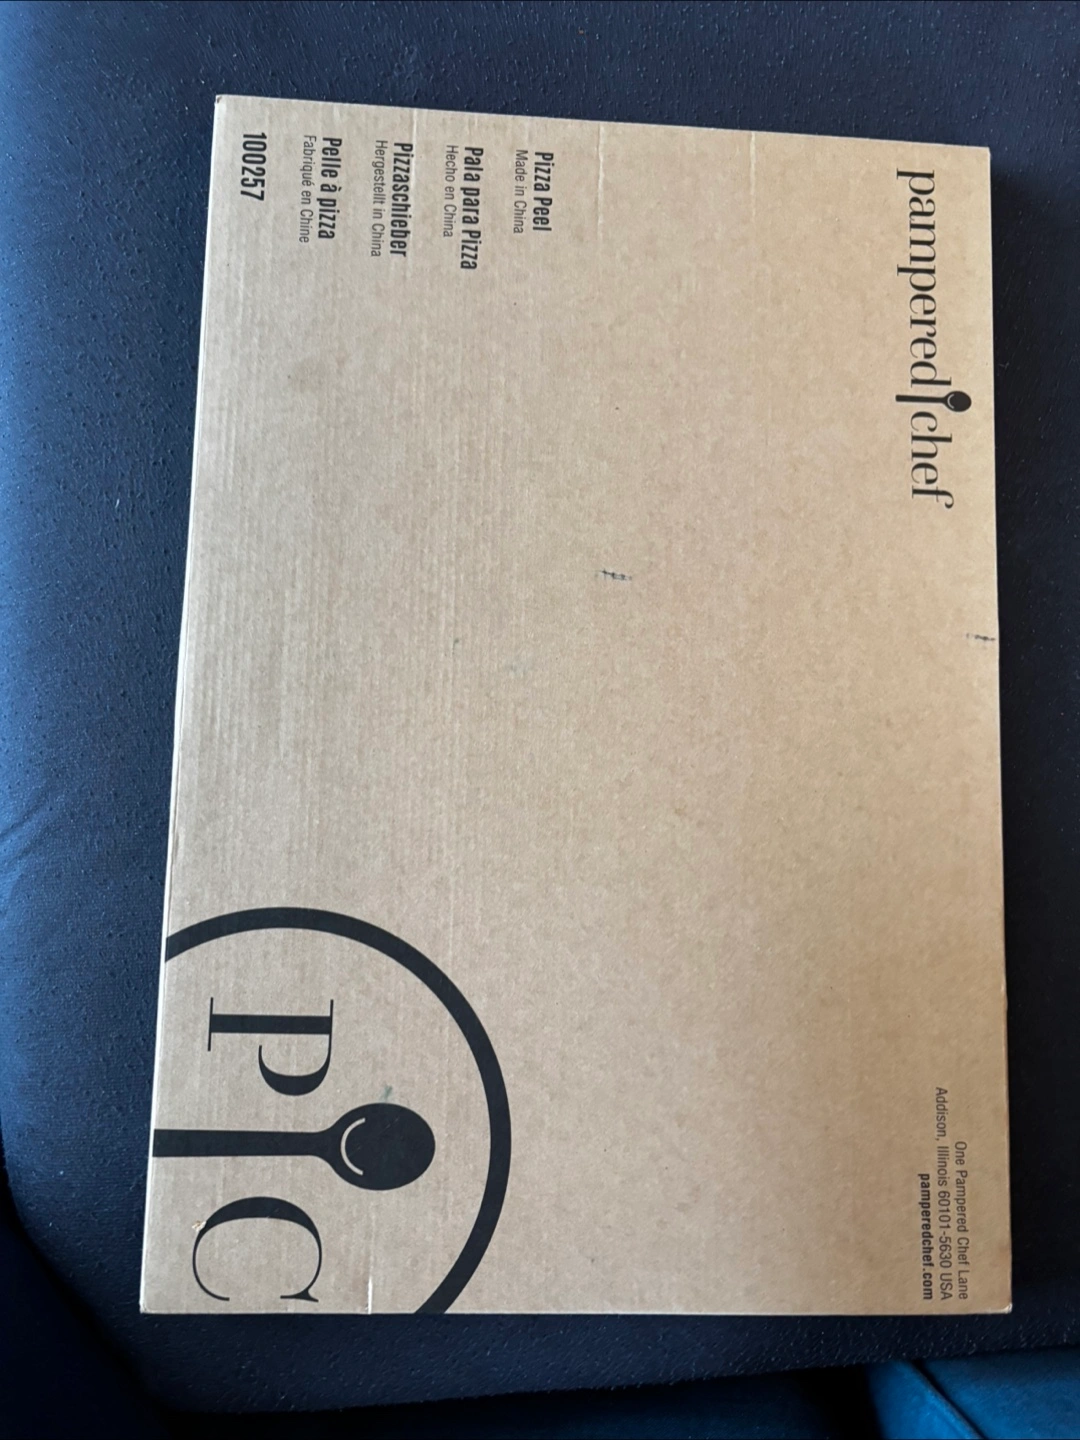 pampered chef
One Pampered Chef Lane
Addison, Illinois 60101-5630 USA
pamperedchef.com
Pizza Peel
Made in China
Pala para Pizza
Hecho en China
Pizzaschieber
Hergestellt in China
Pelle à pizza
Fabriqué en Chine
100257
P C